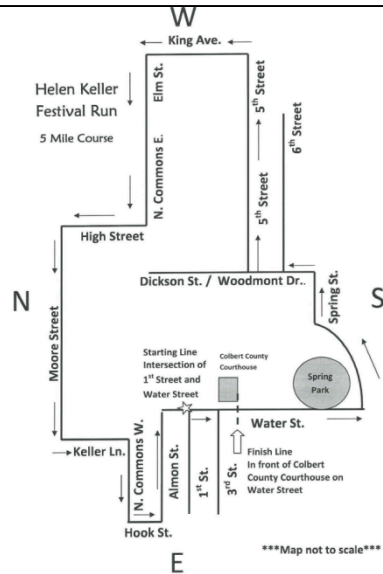 W
King Ave.
Helen Keller
Festival Run
5 Mile Course
Elm St.
N. Commons E.
5th Street
5th Street
6th Street
High Street
Dickson St. / Woodmont Dr..
N
S
Moore Street
Spring St.
Starting Line
Intersection of
1st Street and
Water Street
Colbert County
Courthouse
Spring
Park
Water St.
Keller Ln.
N. Commons W.
Almon St.
1st St.
3rd St.
Finish Line
In front of Colbert
County Courthouse on
Water Street
Hook St.
***Map not to scale***
E